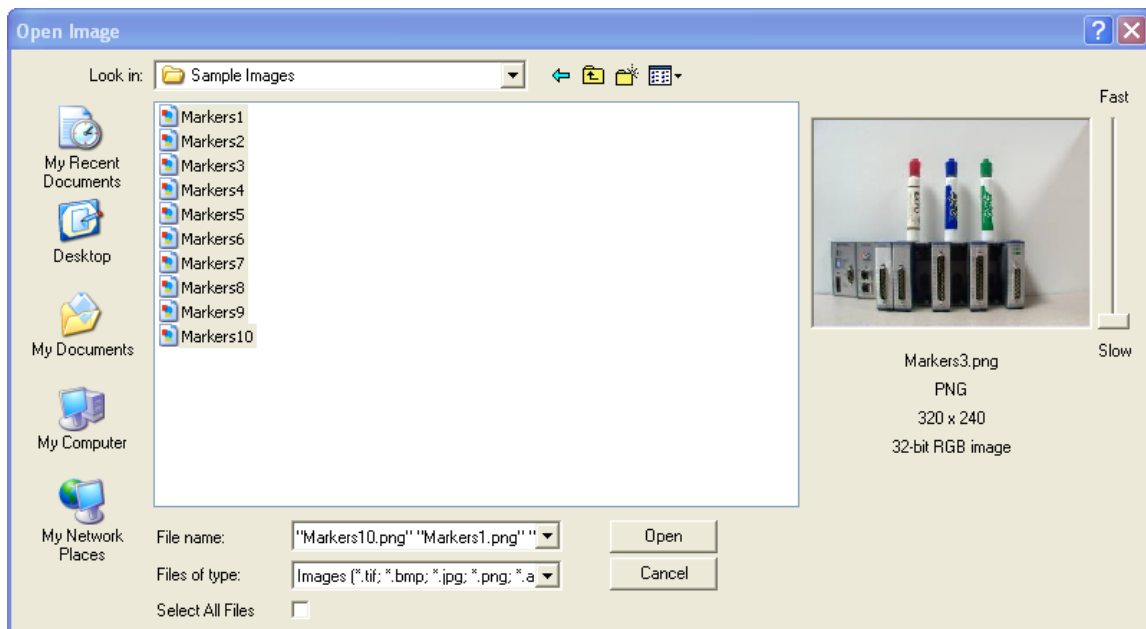 Open Image
Look in:
Sample Images
My Recent
Documents
Desktop
My Documents
My Computer
My Network
Places
Markers1
Markers2
Markers3
Markers4
Markers5
Markers6
Markers7
Markers8
Markers9
Markers10
Fast
Slow
Markers3.png
PNG
320 x 240
32-bit RGB image
File name:
"Markers10.png" "Markers1.png" "
Open
Files of type:
Images (*.tif; *.bmp; *.jpg; *.png; *.a
Cancel
Select All Files